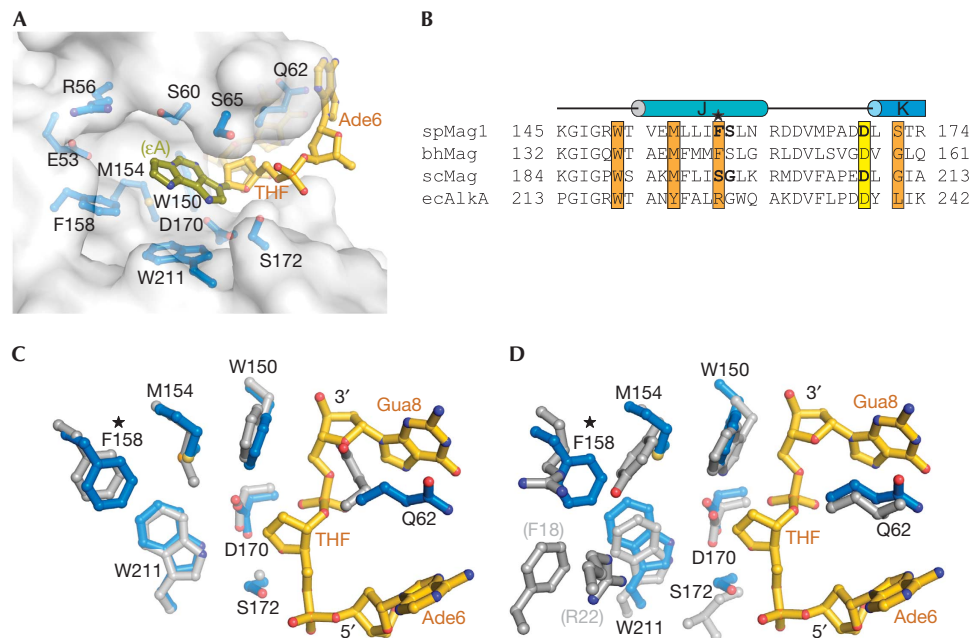 A
R56
S60
S65
Q62
Ade6
E53
M154
(εA)
THF
W150
F158
D170
S172
W211
B
J
K
★
spMag1 145 KGIGRWT VEMLLIFSLN RDDVMPADDL STR 174
bhMag 132 KGIGQWT AEMFMMFSLG RLDVLSVGDV GLQ 161
scMag 184 KGIGPWS AKMFLISGLK RMDVFAPEDL GIA 213
ecAlkA 213 PGIGRWT ANYFALRGWQ AKDVFLPDDY LIK 242
C
W150
M154
3′
★
F158
Gua8
Q62
D170
THF
W211
S172
5′
Ade6
D
W150
M154
3′
★
F158
Gua8
Q62
D170
(F18)
THF
(R22)
W211
S172
5′
Ade6